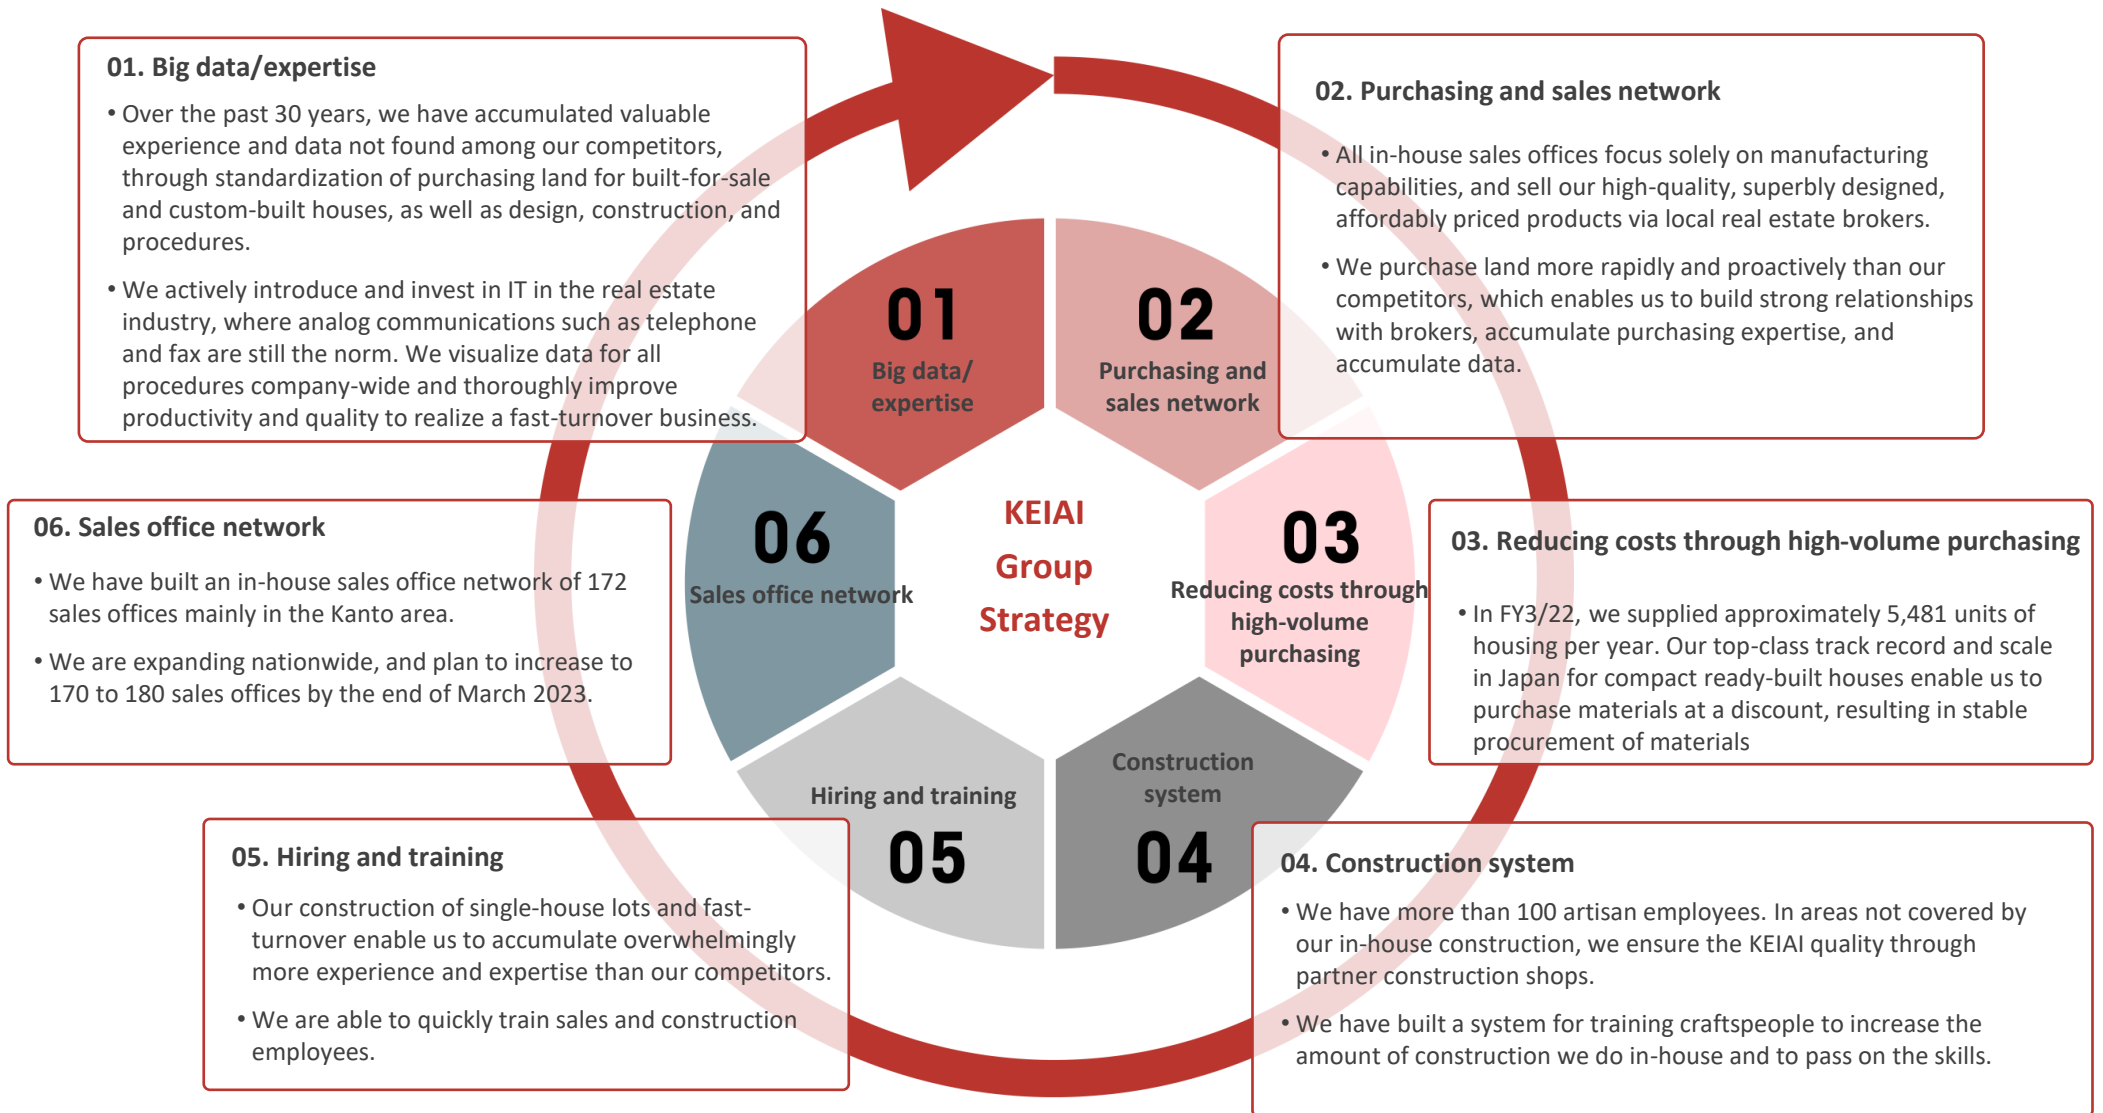 01. Big data/expertise
• Over the past 30 years, we have accumulated valuable
experience and data not found among our competitors,
through standardization of purchasing land for built-for-sale
and custom-built houses, as well as design, construction, and
procedures.
• We actively introduce and invest in IT in the real estate
industry, where analog communications such as telephone
and fax are still the norm. We visualize data for all
procedures company-wide and thoroughly improve
productivity and quality to realize a fast-turnover business.
02. Purchasing and sales network
• All in-house sales offices focus solely on manufacturing
capabilities, and sell our high-quality, superbly designed,
affordably priced products via local real estate brokers.
• We purchase land more rapidly and proactively than our
competitors, which enables us to build strong relationships
with brokers, accumulate purchasing expertise, and
accumulate data.
01
Big data/
expertise
02
Purchasing and
sales network
06. Sales office network
• We have built an in-house sales office network of 172
sales offices mainly in the Kanto area.
• We are expanding nationwide, and plan to increase to
170 to 180 sales offices by the end of March 2023.
06
Sales office network
KEIAI
Group
Strategy
03
Reducing costs through
high-volume
purchasing
03. Reducing costs through high-volume purchasing
• In FY3/22, we supplied approximately 5,481 units of
housing per year. Our top-class track record and scale
in Japan for compact ready-built houses enable us to
purchase materials at a discount, resulting in stable
procurement of materials
Hiring and training
05
Construction
system
04
05. Hiring and training
• Our construction of single-house lots and fast-
turnover enable us to accumulate overwhelmingly
more experience and expertise than our competitors.
• We are able to quickly train sales and construction
employees.
04. Construction system
• We have more than 100 artisan employees. In areas not covered by
our in-house construction, we ensure the KEIAI quality through
partner construction shops.
• We have built a system for training craftspeople to increase the
amount of construction we do in-house and to pass on the skills.